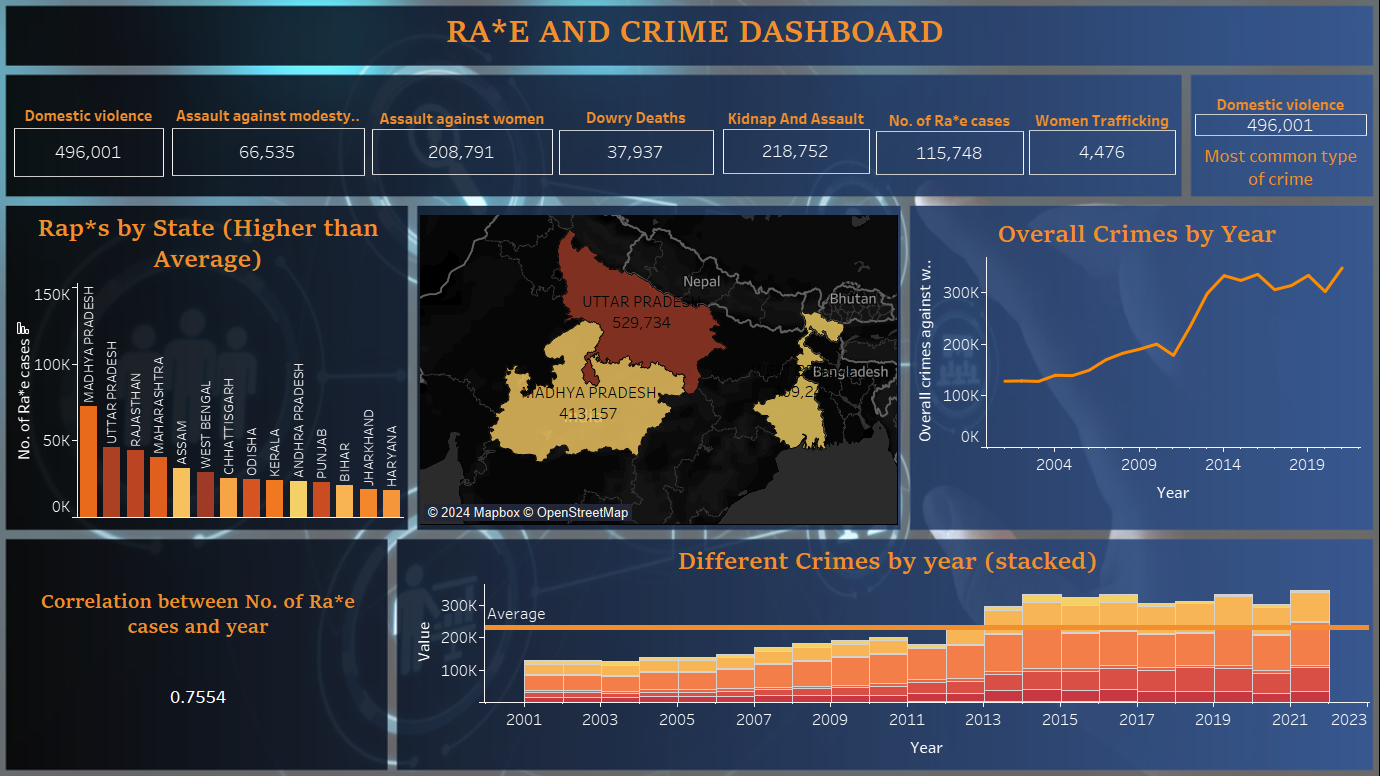 RA*E AND CRIME DASHBOARD
Domestic violence
496,001
Assault against modesty..
66,535
Assault against women
208,791
Dowry Deaths
37,937
Kidnap And Assault
218,752
No. of Ra*e cases
115,748
Women Trafficking
4,476
Domestic violence
496,001
Most common type
of crime
Rap*s by State (Higher than
Average)
No. of Ra*e cases
150K
100K
50K
0K
MADHYA PRADESH
UTTAR PRADESH
RAJASTHAN
MAHARASHTRA
ASSAM
WEST BENGAL
CHHATTISGARH
ODISHA
KERALA
ANDHRA PRADESH
PUNJAB
BIHAR
JHARKHAND
HARYANA
Nepal
Bhutan
UTTAR PRADESH
529,734
Bangladesh
MADHYA PRADESH
413,157
© 2024 Mapbox © OpenStreetMap
Overall Crimes by Year
Overall crimes against w..
300K
200K
100K
0K
2004 2009 2014 2019
Year
Correlation between No. of Ra*e
cases and year
0.7554
Different Crimes by year (stacked)
Value
300K
200K
100K
Average
2001 2003 2005 2007 2009 2011 2013 2015 2017 2019 2021 2023
Year